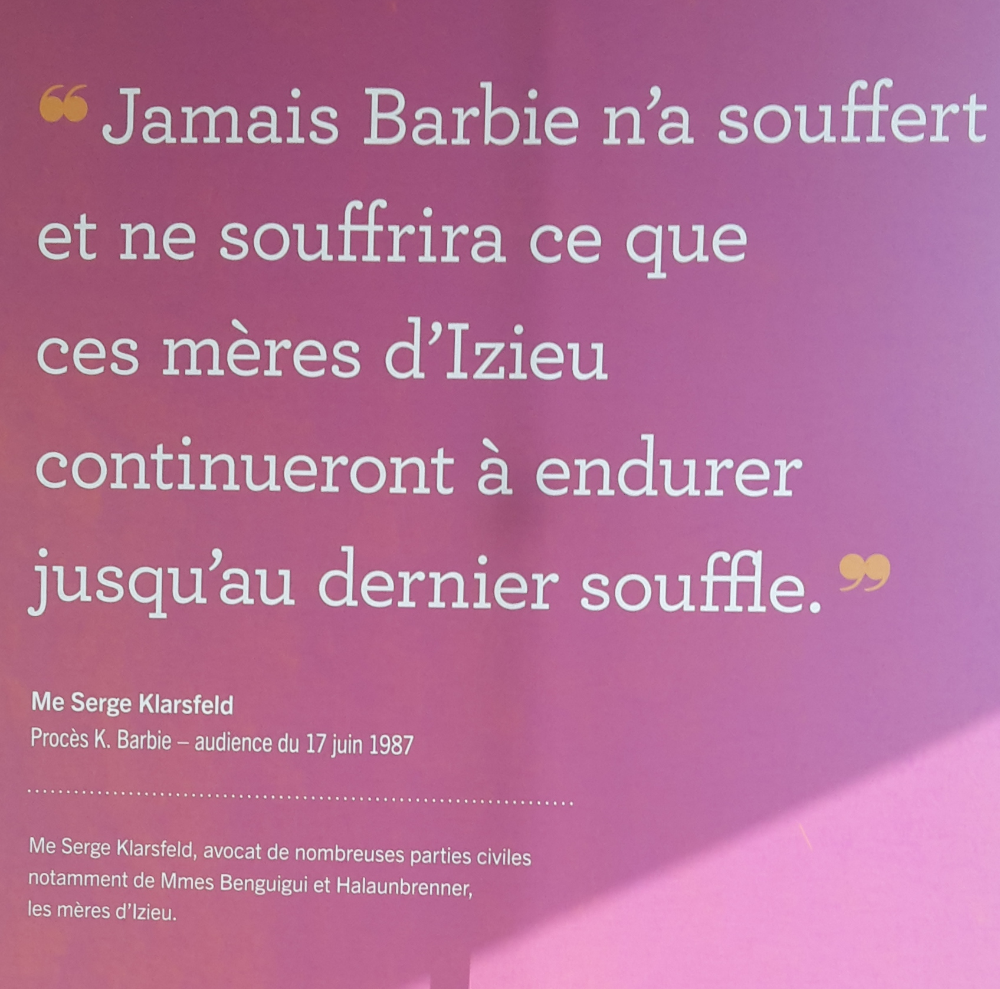 “ Jamais Barbie n’a souffert
et ne souffrira ce que
ces mères d’Izieu
continueront à endurer
jusqu’au dernier souffle. ”
Me Serge Klarsfeld
Procès K. Barbie – audience du 17 juin 1987
Me Serge Klarsfeld, avocat de nombreuses parties civiles
notamment de Mmes Benguigui et Halaunbrenner,
les mères d’Izieu.